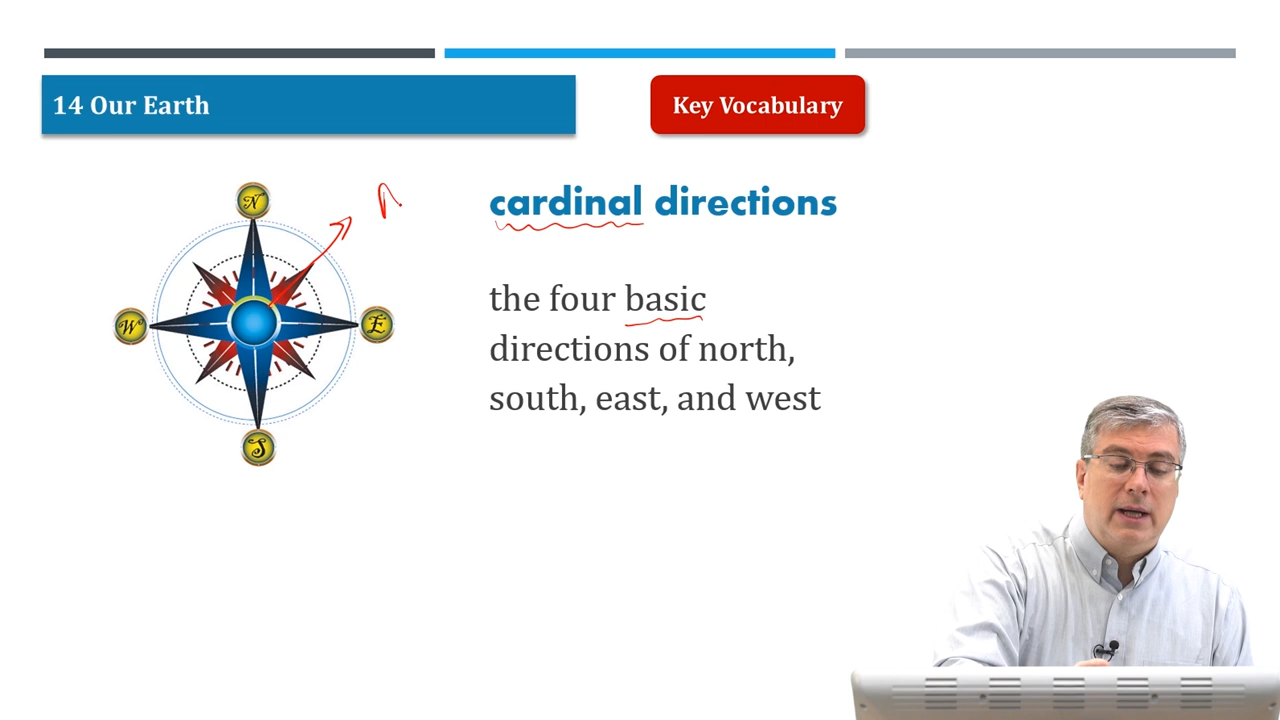 14 Our Earth
Key Vocabulary
cardinal directions
the four basic
directions of north,
south, east, and west
N
W
E
S